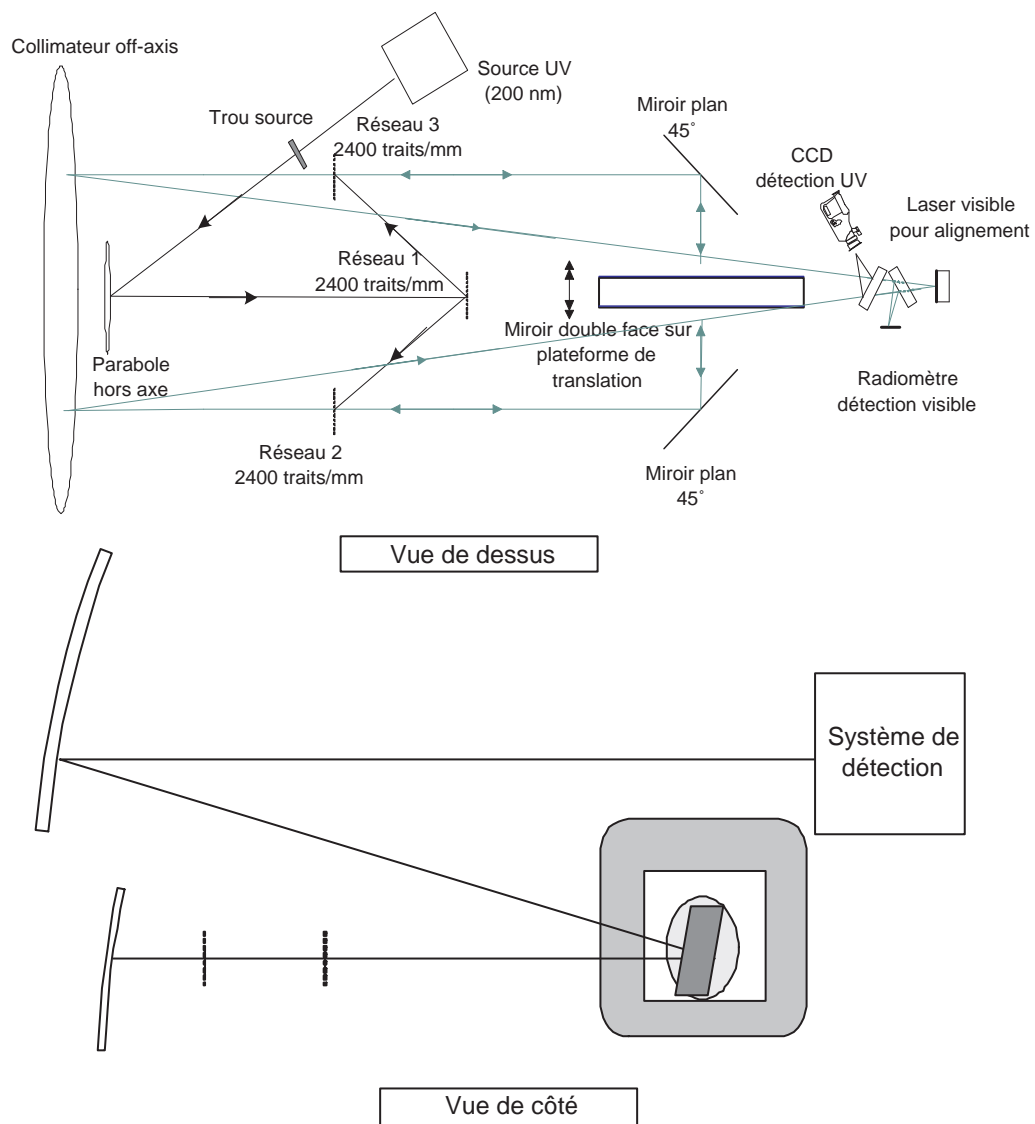 Collimateur off-axis
Source UV
(200 nm)
Trou source
Réseau 3
2400 traits/mm
Miroir plan
45°
CCD
détection UV
Laser visible
pour alignement
Réseau 1
2400 traits/mm
Miroir double face sur
plateforme de
translation
Parabole
hors axe
Radiomètre
détection visible
Réseau 2
2400 traits/mm
Miroir plan
45°
Vue de dessus
Système de
détection
Vue de côté